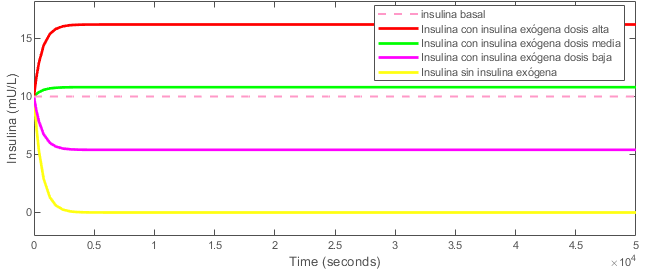 insulina basal
Insulina con insulina exógena dosis alta
Insulina con insulina exógena dosis media
Insulina con insulina exógena dosis baja
Insulina sin insulina exógena
15
10
5
0
Insulina (mU/L)
0 0.5 1 1.5 2 2.5 3 3.5 4 4.5 5
Time (seconds)
×10⁴